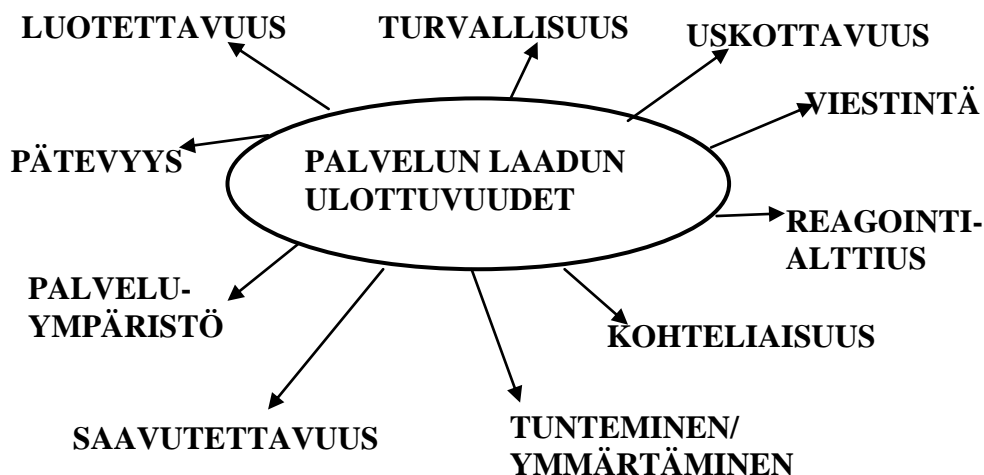 LUOTETTAVUUS
TURVALLISUUS
USKOTTAVUUS
VIESTINTÄ
PÄTEVYYS
PALVELUN LAADUN
ULOTTUVUUDET
REAGOINTI-
ALTTIUS
PALVELU-
YMPÄRISTÖ
KOHTELIAISUUS
SAAVUTETTAVUUS
TUNTEMINEN/
YMMÄRTÄMINEN